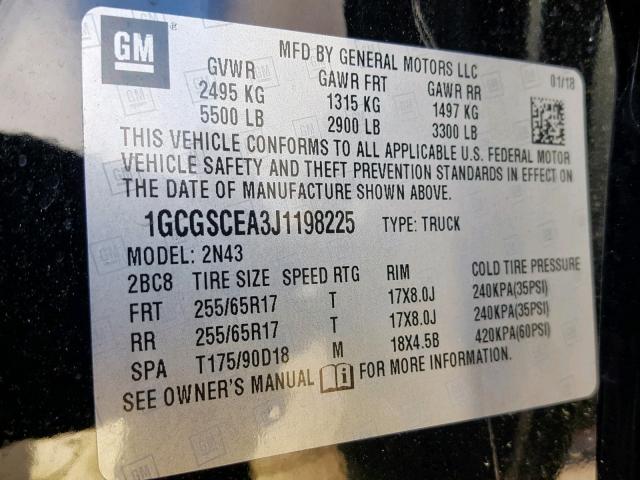 GM
MFD BY GENERAL MOTORS LLC
GVWR GAWR FRT GAWR RR 01/18
2495 KG 1315 KG 1497 KG
5500 LB 2900 LB 3300 LB
THIS VEHICLE CONFORMS TO ALL APPLICABLE U.S. FEDERAL MOTOR
VEHICLE SAFETY AND THEFT PREVENTION STANDARDS IN EFFECT ON
THE DATE OF MANUFACTURE SHOWN ABOVE.
1GCGSCEA3J1198225 TYPE: TRUCK
MODEL: 2N43
2BC8 TIRE SIZE SPEED RTG RIM COLD TIRE PRESSURE
FRT 255/65R17 T 17X8.0J 240KPA(35PSI)
RR 255/65R17 T 17X8.0J 240KPA(35PSI)
SPA T175/90D18 M 18X4.5B 420KPA(60PSI)
SEE OWNER'S MANUAL i FOR MORE INFORMATION.